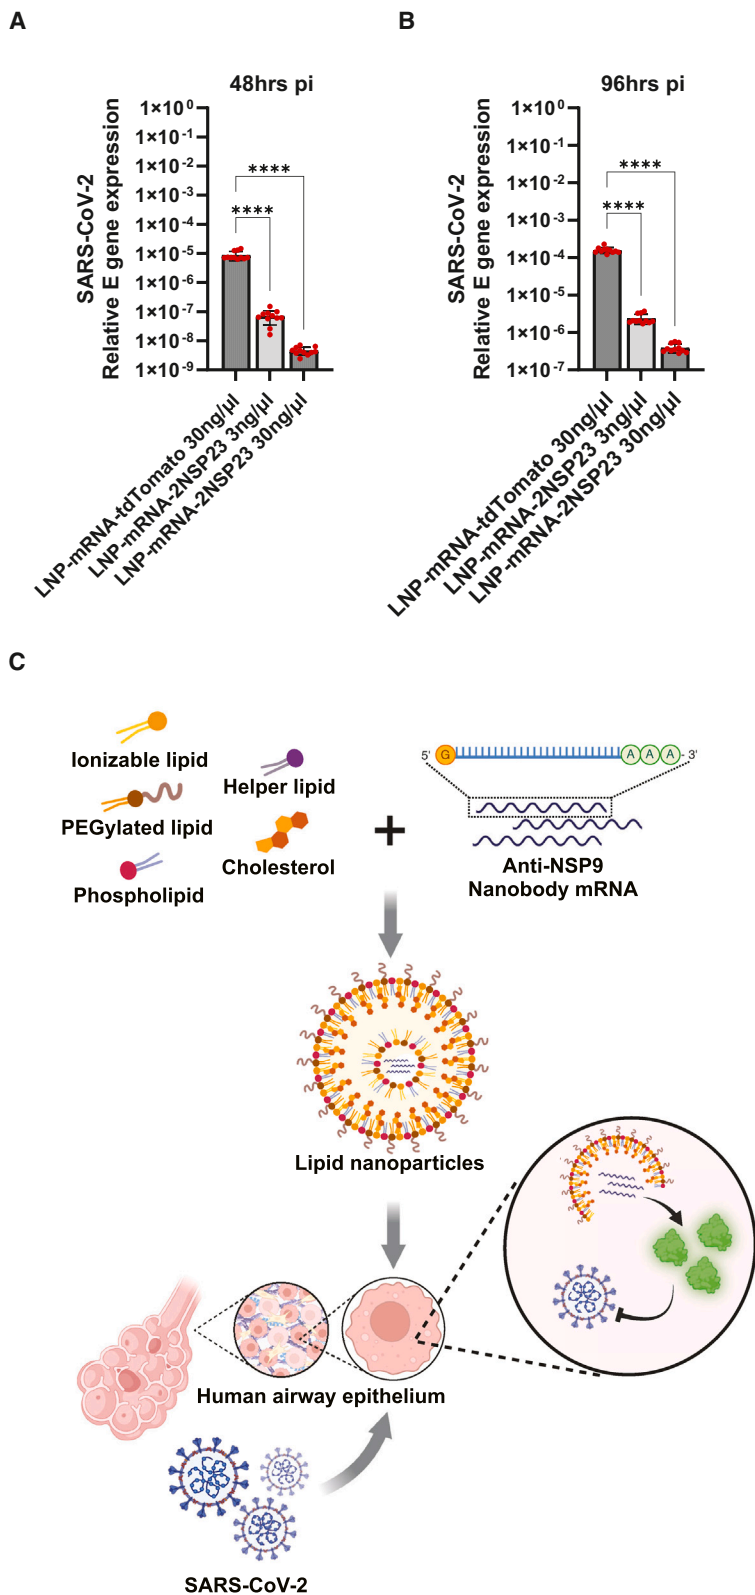 A
48hrs pi
SARS-CoV-2
Relative E gene expression
1×10⁰
1×10⁻¹
1×10⁻²
1×10⁻³
1×10⁻⁴
1×10⁻⁵
1×10⁻⁶
1×10⁻⁷
1×10⁻⁸
1×10⁻⁹
****
****
LNP-mRNA-tdTomato 30ng/µl
LNP-mRNA-2NSP23 3ng/µl
LNP-mRNA-2NSP23 30ng/µl
B
96hrs pi
SARS-CoV-2
Relative E gene expression
1×10⁰
1×10⁻¹
1×10⁻²
1×10⁻³
1×10⁻⁴
1×10⁻⁵
1×10⁻⁶
1×10⁻⁷
****
****
LNP-mRNA-tdTomato 30ng/µl
LNP-mRNA-2NSP23 3ng/µl
LNP-mRNA-2NSP23 30ng/µl
C
Ionizable lipid
Helper lipid
PEGylated lipid
Cholesterol
Phospholipid
+
5' G A A A - 3'
Anti-NSP9
Nanobody mRNA
Lipid nanoparticles
Human airway epithelium
SARS-CoV-2